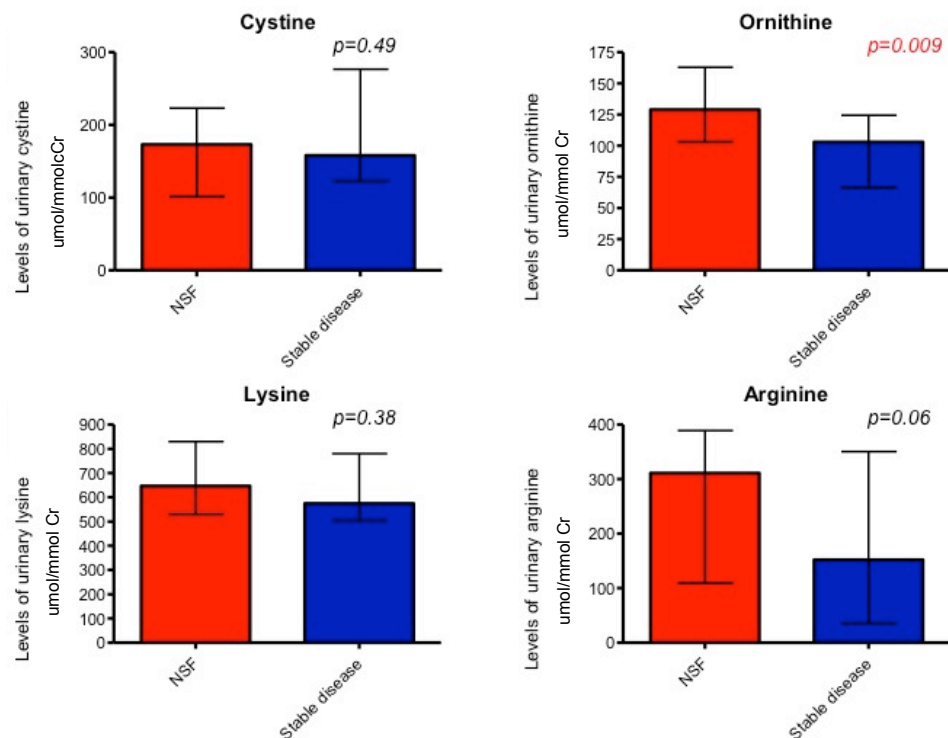 Cystine
p=0.49
Levels of urinary cystine
umol/mmolcCr
300
200
100
0
NSF
Stable disease
Ornithine
p=0.009
Levels of urinary ornithine
umol/mmol Cr
175
150
125
100
75
50
25
0
NSF
Stable disease
Lysine
p=0.38
Levels of urinary lysine
umol/mmol Cr
900
800
700
600
500
400
300
200
100
0
NSF
Stable disease
Arginine
p=0.06
Levels of urinary arginine
umol/mmol Cr
400
300
200
100
0
NSF
Stable disease